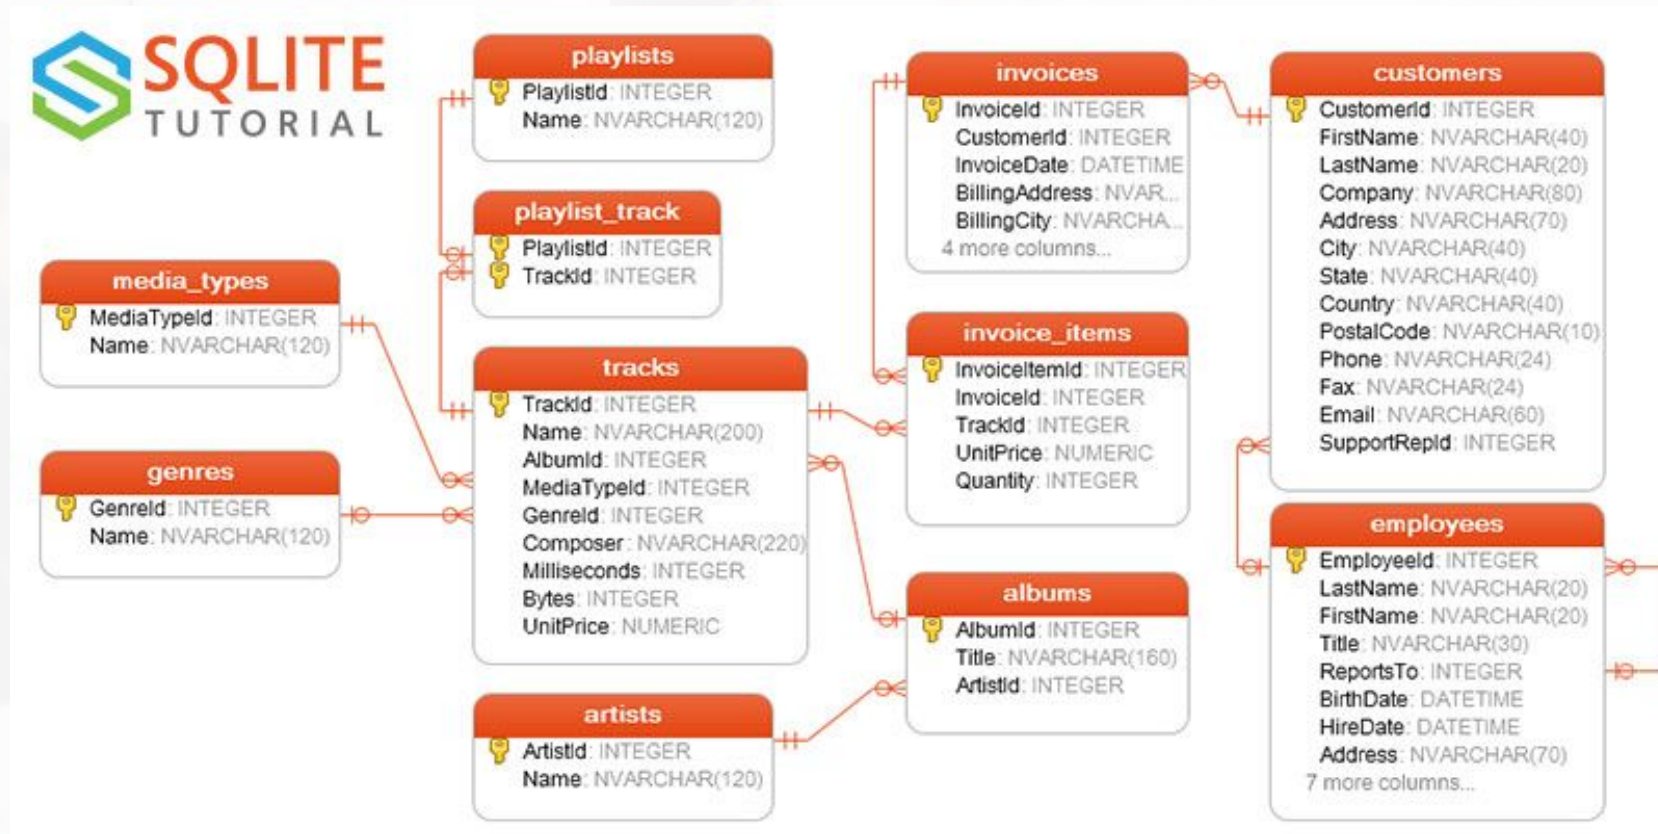 SQLITE
TUTORIAL
playlists
PlaylistId: INTEGER
Name: NVARCHAR(120)
playlist_track
PlaylistId: INTEGER
TrackId: INTEGER
media_types
MediaTypeId: INTEGER
Name: NVARCHAR(120)
genres
GenreId: INTEGER
Name: NVARCHAR(120)
tracks
TrackId: INTEGER
Name: NVARCHAR(200)
AlbumId: INTEGER
MediaTypeId: INTEGER
GenreId: INTEGER
Composer: NVARCHAR(220)
Milliseconds: INTEGER
Bytes: INTEGER
UnitPrice: NUMERIC
artists
ArtistId: INTEGER
Name: NVARCHAR(120)
invoices
InvoiceId: INTEGER
CustomerId: INTEGER
InvoiceDate: DATETIME
BillingAddress: NVAR...
BillingCity: NVARCHA...
4 more columns...
invoice_items
InvoiceItemId: INTEGER
InvoiceId: INTEGER
TrackId: INTEGER
UnitPrice: NUMERIC
Quantity: INTEGER
albums
AlbumId: INTEGER
Title: NVARCHAR(160)
ArtistId: INTEGER
customers
CustomerId: INTEGER
FirstName: NVARCHAR(40)
LastName: NVARCHAR(20)
Company: NVARCHAR(80)
Address: NVARCHAR(70)
City: NVARCHAR(40)
State: NVARCHAR(40)
Country: NVARCHAR(40)
PostalCode: NVARCHAR(10)
Phone: NVARCHAR(24)
Fax: NVARCHAR(24)
Email: NVARCHAR(60)
SupportRepId: INTEGER
employees
EmployeeId: INTEGER
LastName: NVARCHAR(20)
FirstName: NVARCHAR(20)
Title: NVARCHAR(30)
ReportsTo: INTEGER
BirthDate: DATETIME
HireDate: DATETIME
Address: NVARCHAR(70)
7 more columns...